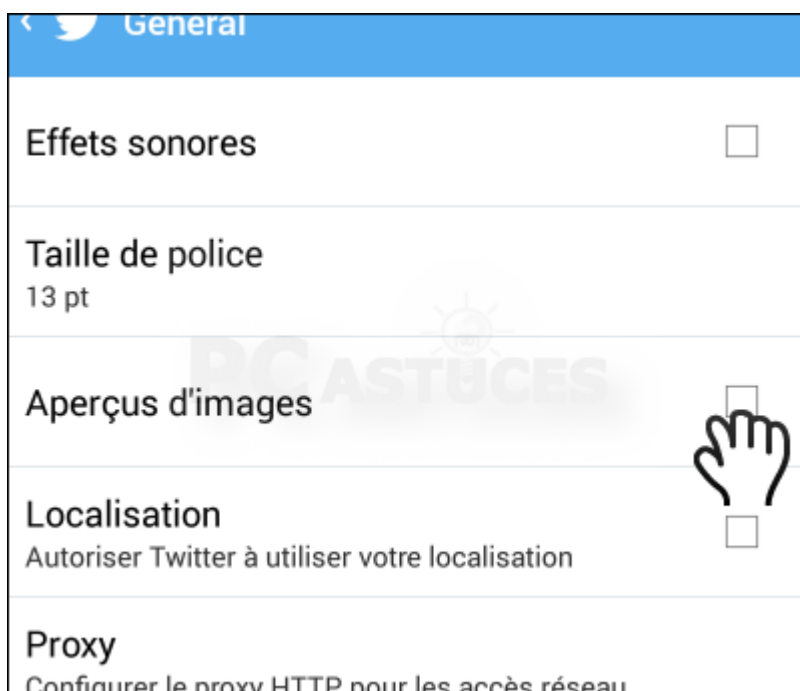 Général
Effets sonores
Taille de police
13 pt
PC ASTUCES
Aperçus d'images
Localisation
Autoriser Twitter à utiliser votre localisation
Proxy
Configurer le proxy HTTP pour les accès réseau